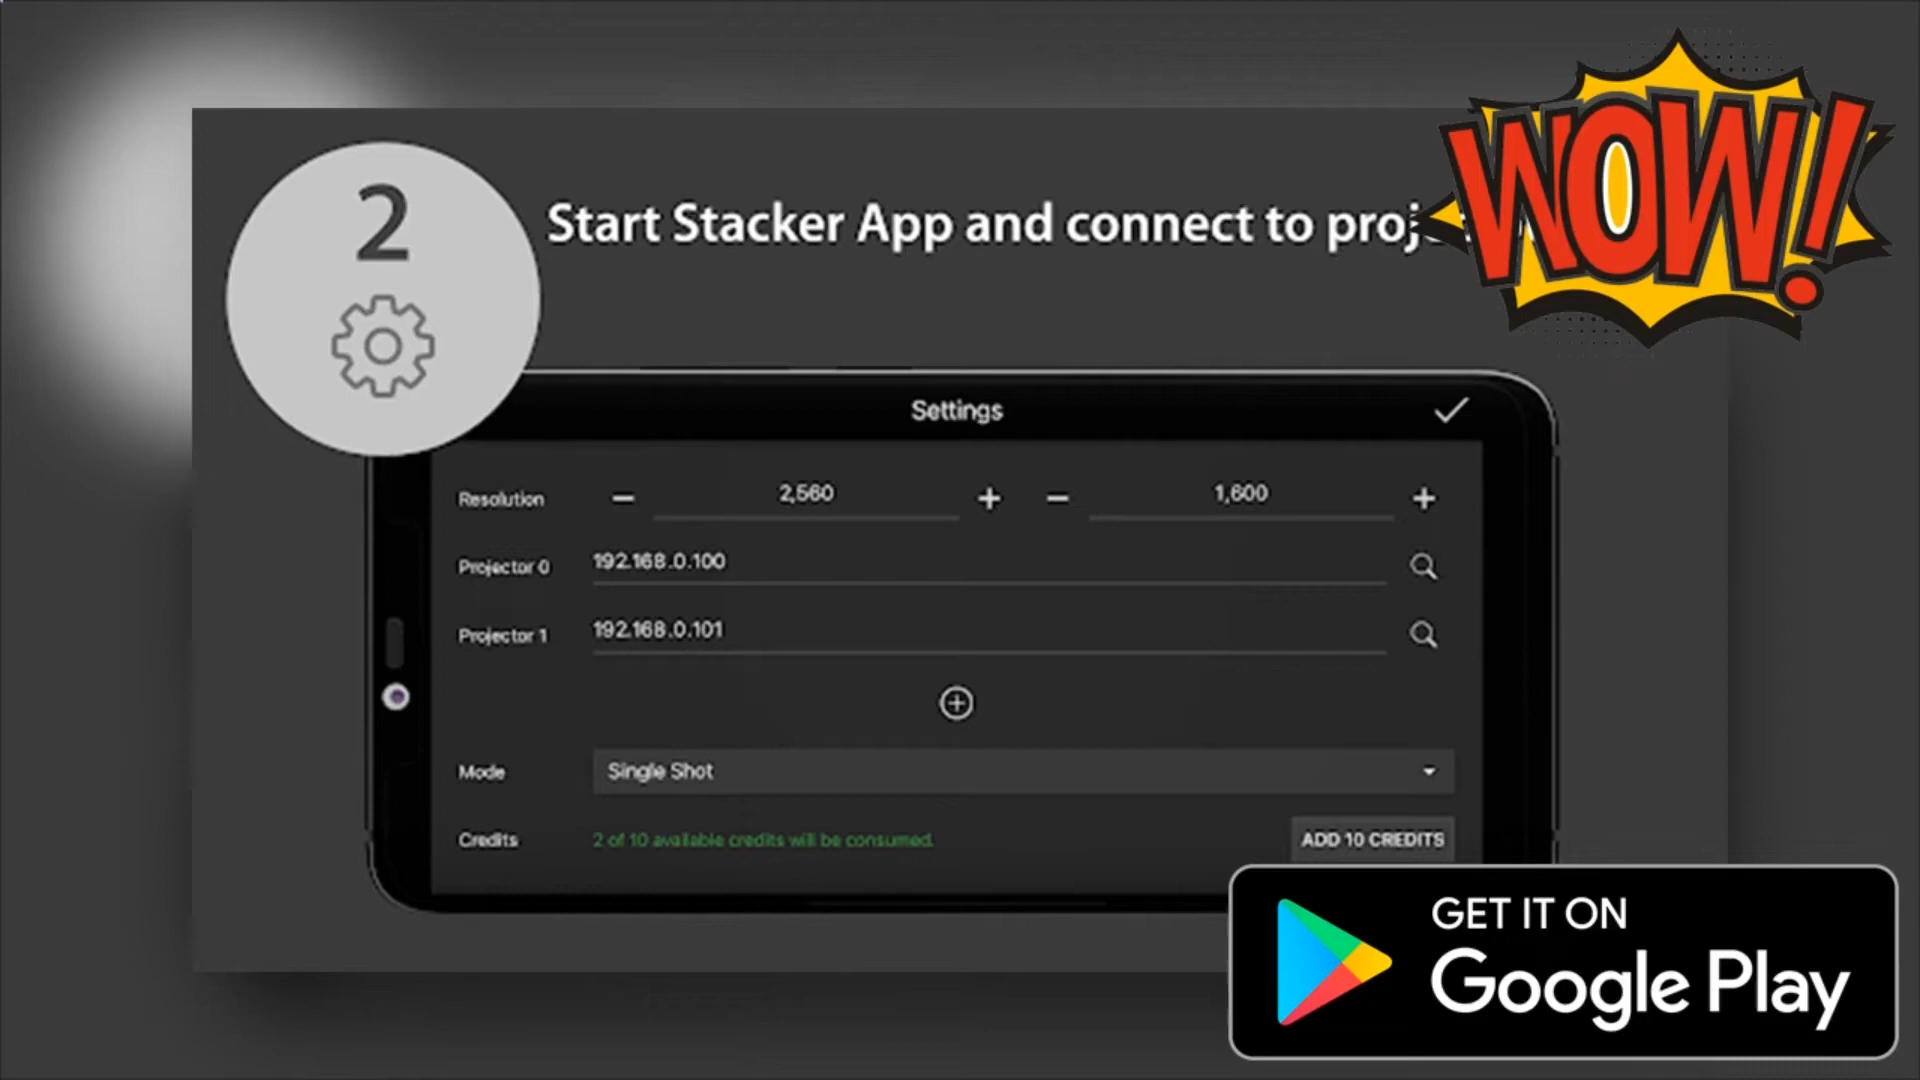 2
Start Stacker App and connect to
WOW!
Settings
Resolution 2,560 1,600
Projector 0 192.168.0.100
Projector 1 192.168.0.101
Mode Single Shot
Credits 2 of 10 available credits will be consumed. ADD 10 CREDITS
GET IT ON
Google Play